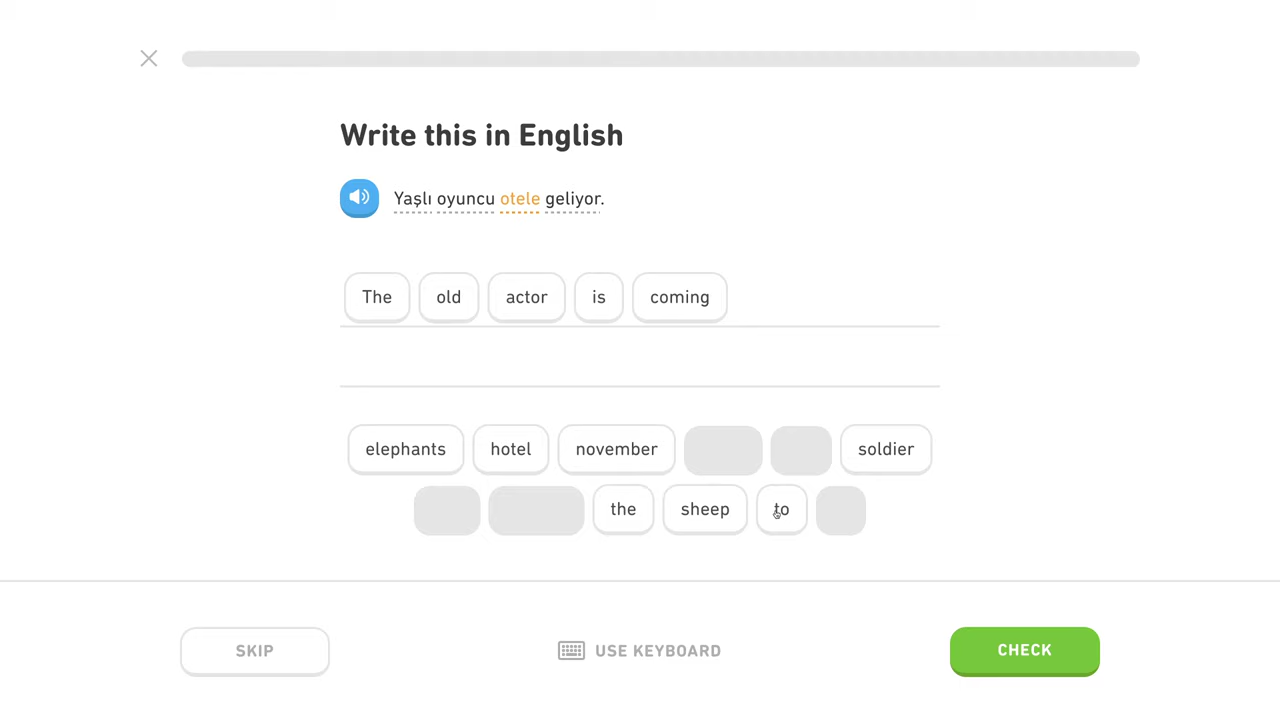 Write this in English
Yaşlı oyuncu otele geliyor.
The old actor is coming
elephants hotel november soldier
the sheep to
SKIP USE KEYBOARD CHECK